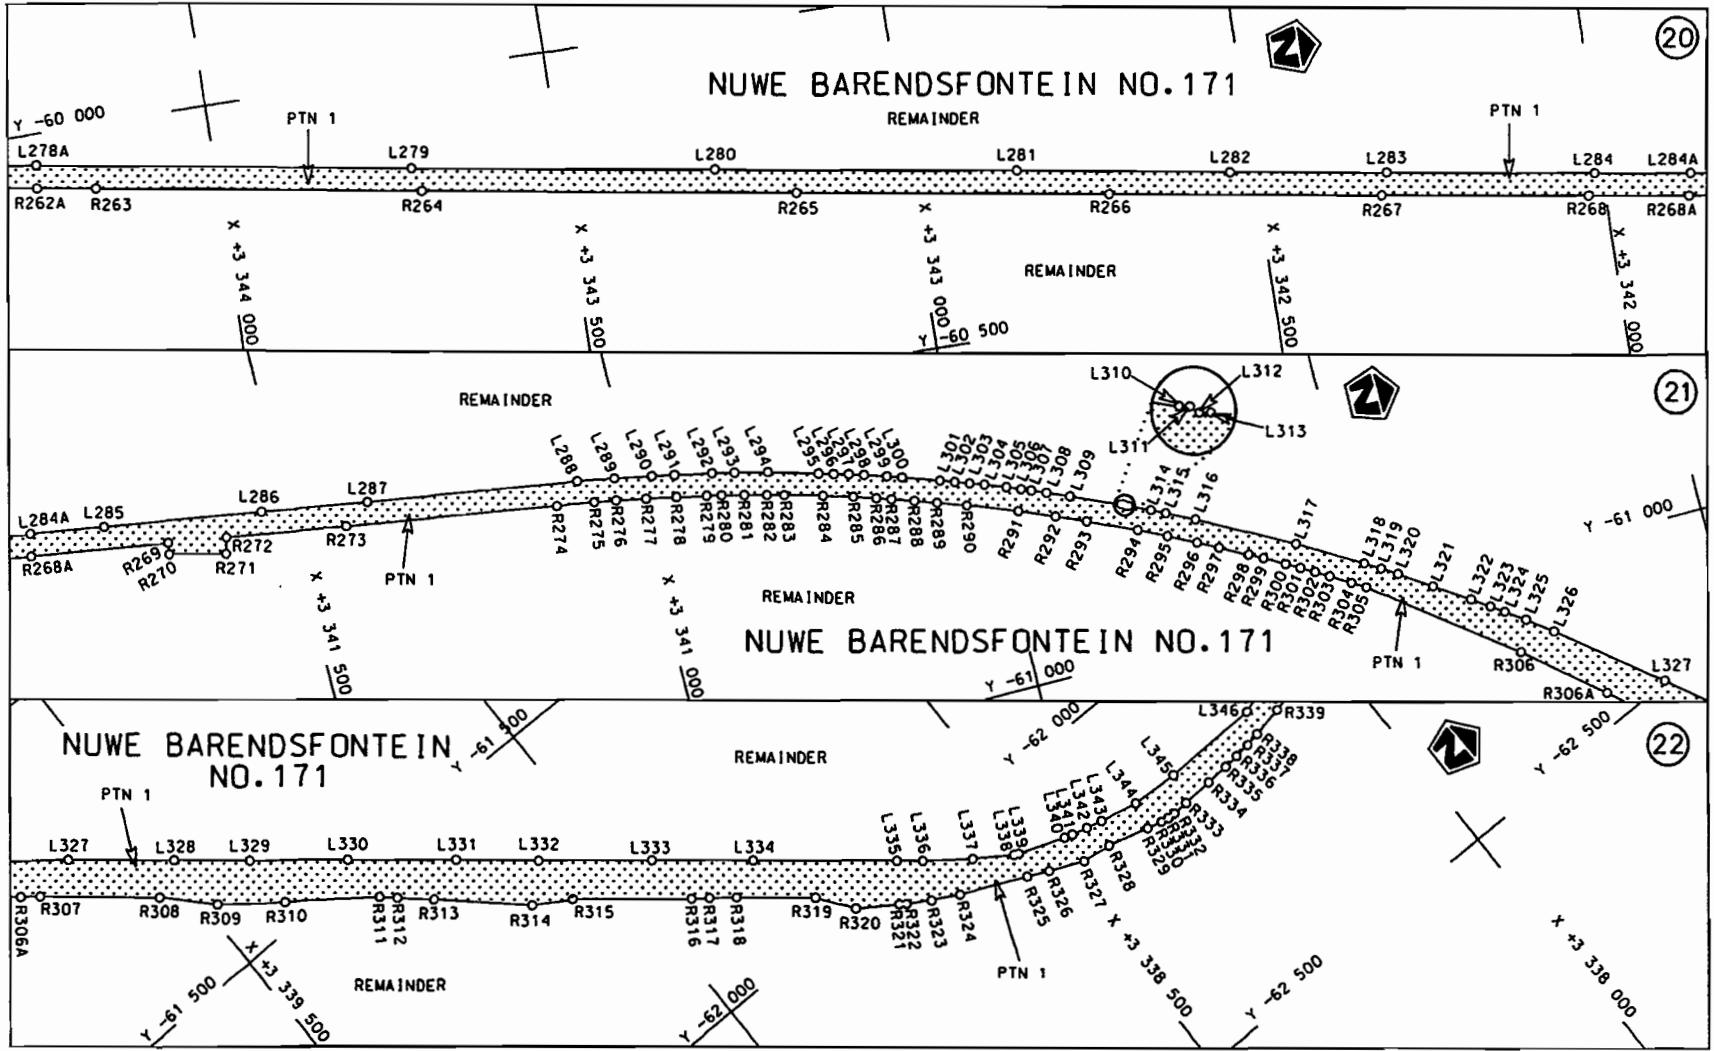 20
NUWE BARENDSFONTEIN NO.171
REMAINDER
Y -60 000
PTN 1
PTN 1
L278A
L279
L280
L281
L282
L283
L284
L284A
R262A
R263
R264
R265
R266
R267
R268
R268A
X +3 344 000
X +3 343 500
X +3 343 000
X +3 342 500
X +3 342 000
REMAINDER
Y -60 500
21
REMAINDER
L310
L312
L311
L313
L284A
L285
L286
L287
L288
L289
L290
L291
L292
L293
L294
L295
L296
L297
L298
L299
L300
L301
L302
L303
L304
L305
L306
L307
L308
L309
L314
L315
L316
L317
L318
L319
L320
L321
L322
L323
L324
L325
L326
L327
Y -61 000
R268A
R269
R270
R271
R272
R273
R274
R275
R276
R277
R278
R279
R280
R281
R282
R283
R284
R285
R286
R287
R288
R289
R290
R291
R292
R293
R294
R295
R296
R297
R298
R299
R300
R301
R302
R303
R304
R305
R306
R306A
PTN 1
PTN 1
X +3 341 500
X +3 341 000
REMAINDER
NUWE BARENDSFONTEIN NO.171
Y -61 000
22
NUWE BARENDSFONTEIN
NO.171
PTN 1
Y -61 500
REMAINDER
Y -62 000
Y -62 500
L327
L328
L329
L330
L331
L332
L333
L334
L335
L336
L337
L338
L339
L340
L341
L342
L343
L344
L345
L346
R339
R338
R337
R336
R335
R334
R333
R332
R331
R330
R329
R328
R327
R326
R325
R324
R323
R322
R321
R320
R319
R318
R317
R316
R315
R314
R313
R312
R311
R310
R309
R308
R307
R306A
PTN 1
REMAINDER
Y -61 500
X +3 339 500
Y -62 000
X +3 338 500
Y -62 500
X +3 338 000